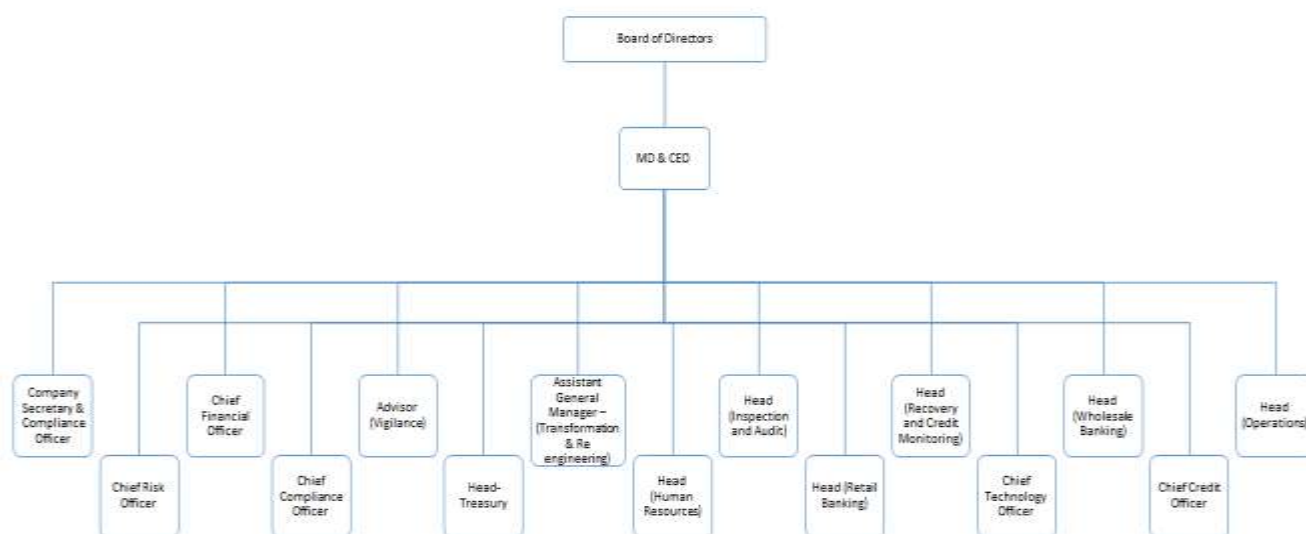 Board of Directors
MD & CEO
Company
Secretary &
Compliance
Officer
Chief
Financial
Officer
Advisor
(Vigilance)
Assistant
General
Manager –
(Transformation
& Re
engineering)
Head
(Inspection
and Audit)
Head
(Recovery
and Credit
Monitoring)
Head
(Wholesale
Banking)
Head
(Operations)
Chief Risk
Officer
Chief
Compliance
Officer
Head-
Treasury
Head
(Human
Resources)
Head (Retail
Banking)
Chief
Technology
Officer
Chief Credit
Officer